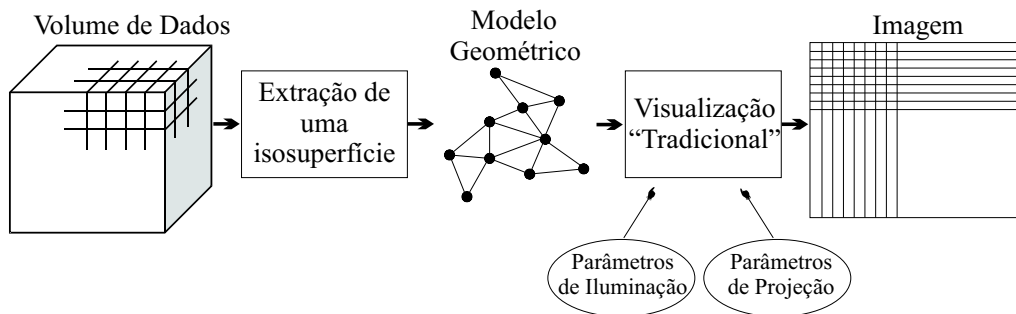 Volume de Dados
Extração de
uma
isosuperfície
Modelo
Geométrico
Visualização
“Tradicional”
Imagem
Parâmetros
de Iluminação
Parâmetros
de Projeção